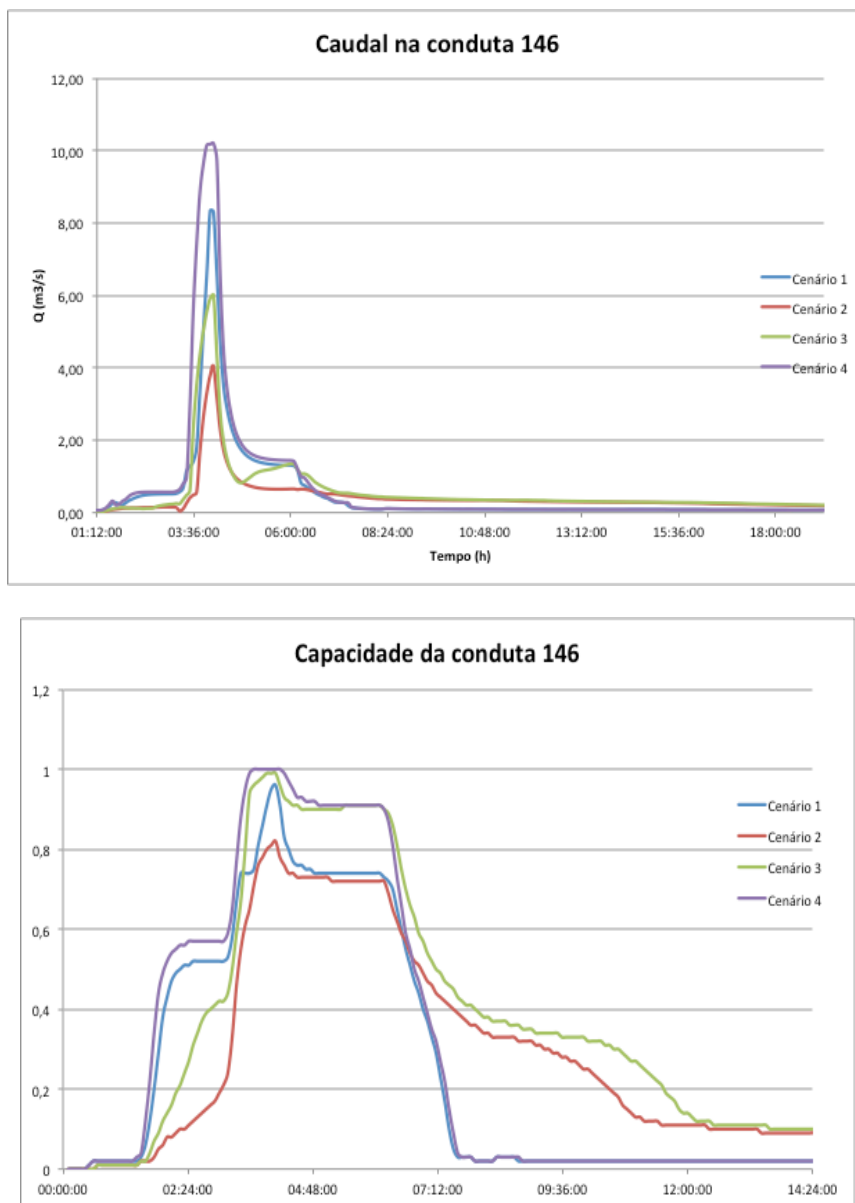 Caudal na conduta 146
12,00
10,00
8,00
6,00
4,00
2,00
0,00
Q (m3/s)
01:12:00 03:36:00 06:00:00 08:24:00 10:48:00 13:12:00 15:36:00 18:00:00
Tempo (h)
Cenário 1
Cenário 2
Cenário 3
Cenário 4
Capacidade da conduta 146
1,2
1
0,8
0,6
0,4
0,2
0
00:00:00 02:24:00 04:48:00 07:12:00 09:36:00 12:00:00 14:24:00
Cenário 1
Cenário 2
Cenário 3
Cenário 4